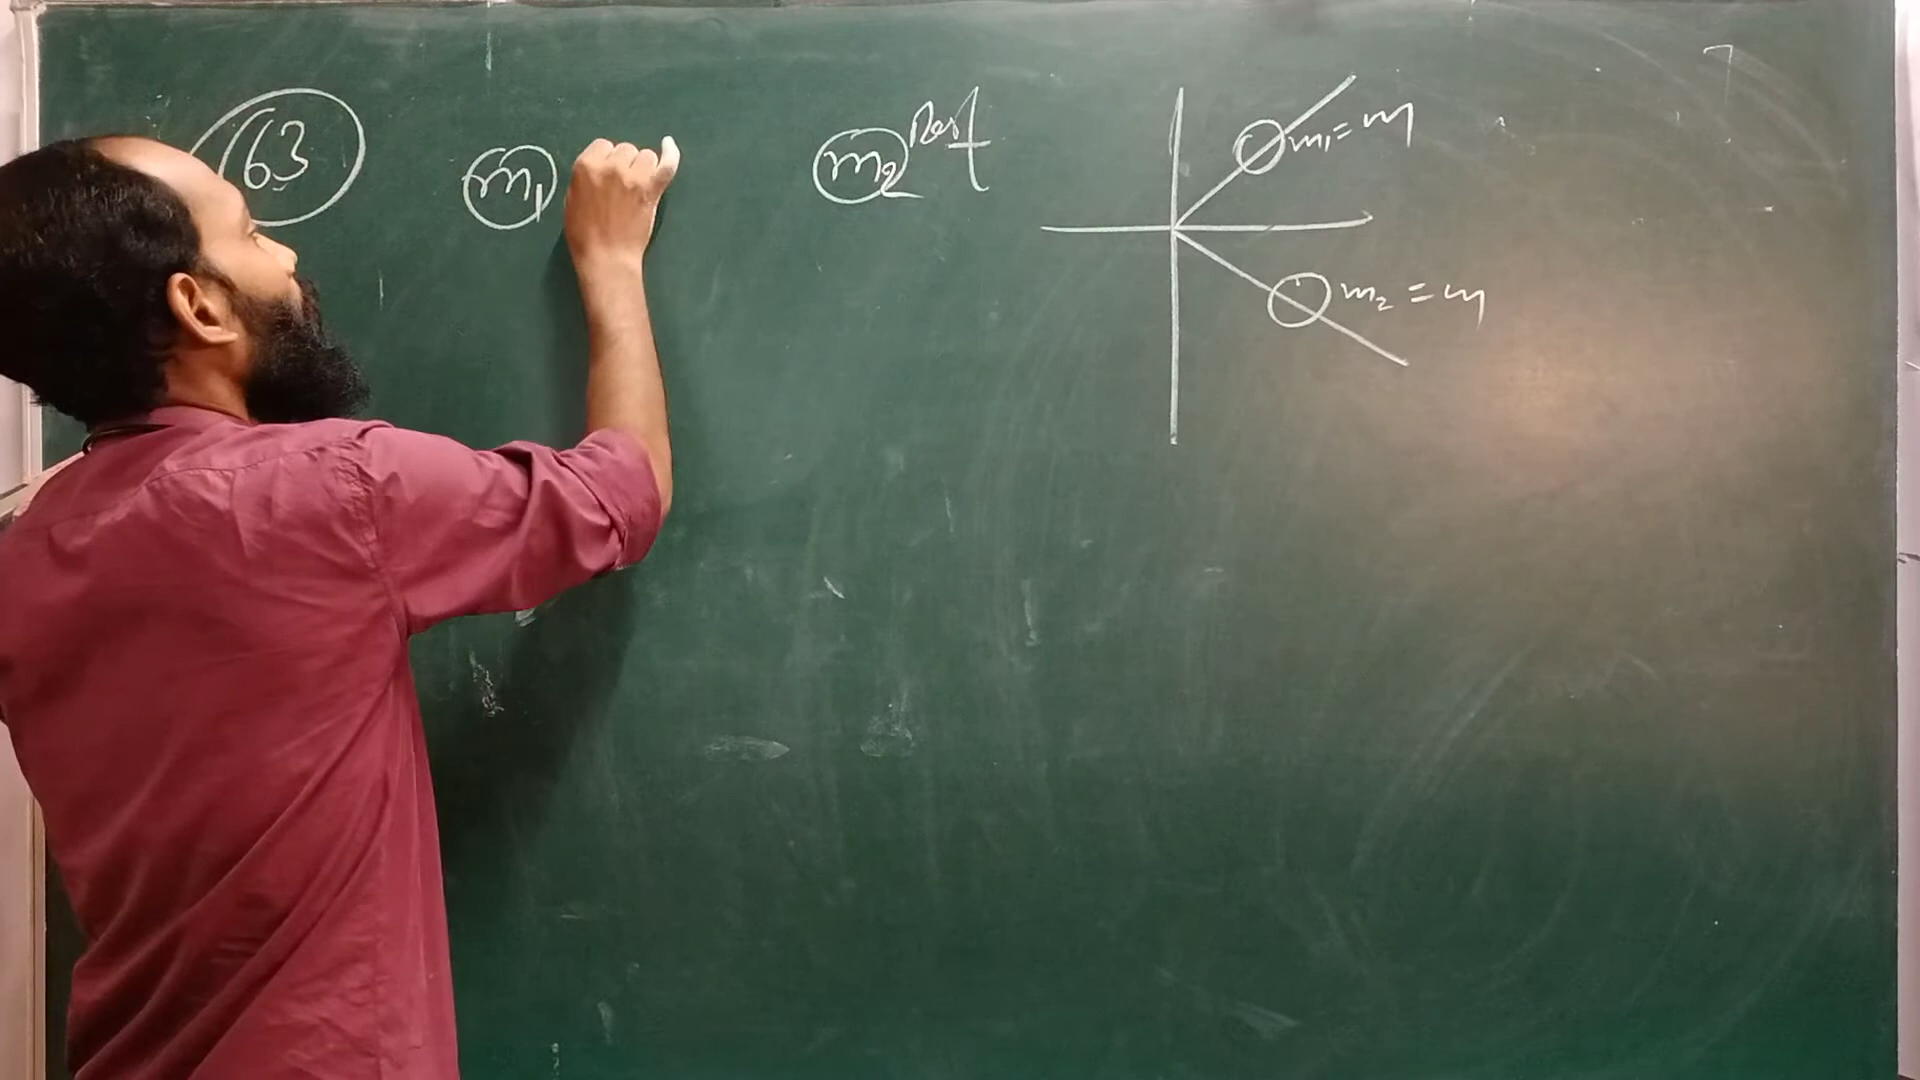 63
m₁
m₂ Rest
m₁ = m
m₂ = m